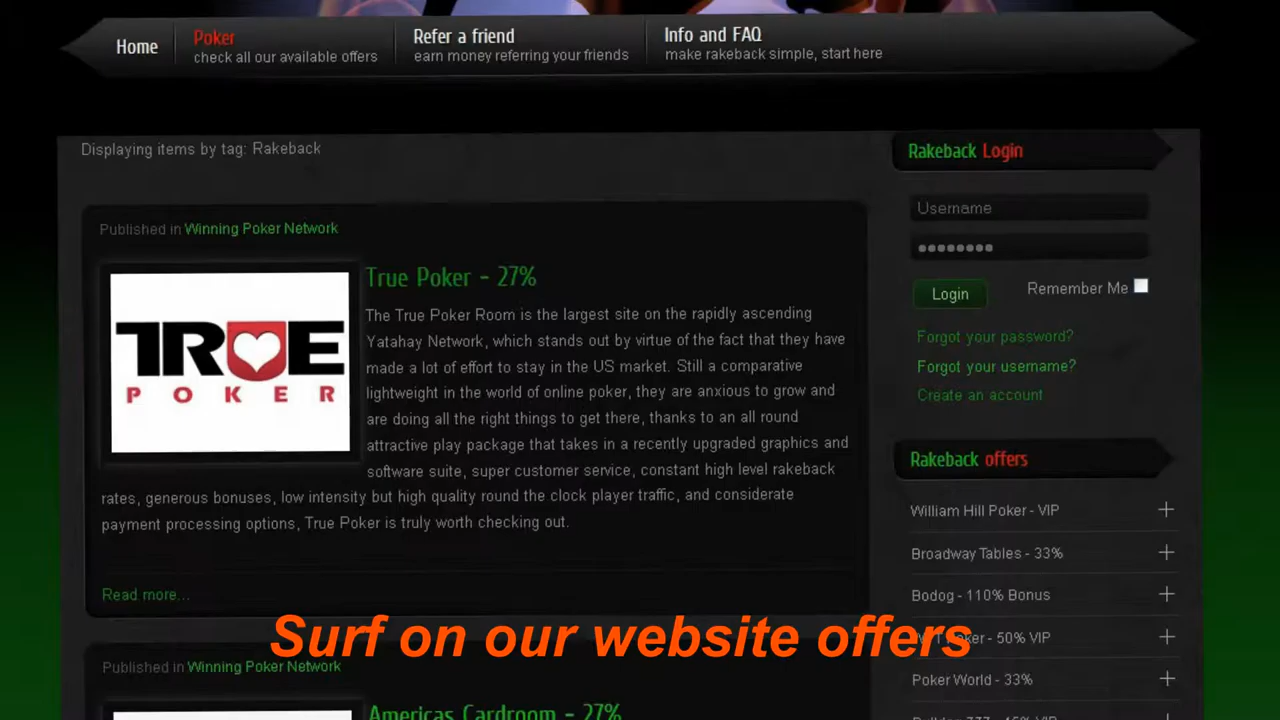 Home
Poker
check all our available offers
Refer a friend
earn money referring your friends
Info and FAQ
make rakeback simple, start here
Displaying items by tag: Rakeback
Published in Winning Poker Network
TRUE
POKER
True Poker - 27%
The True Poker Room is the largest site on the rapidly ascending
Yatahay Network, which stands out by virtue of the fact that they have
made a lot of effort to stay in the US market. Still a comparative
lightweight in the world of online poker, they are anxious to grow and
are doing all the right things to get there, thanks to an all round
attractive play package that takes in a recently upgraded graphics and
software suite, super customer service, constant high level rakeback
rates, generous bonuses, low intensity but high quality round the clock player traffic, and considerate
payment processing options, True Poker is truly worth checking out.
Read more...
Published in Winning Poker Network
Americas Cardroom - 27%
Rakeback Login
Username
Login
Remember Me
Forgot your password?
Forgot your username?
Create an account
Rakeback offers
William Hill Poker - VIP
Broadway Tables - 33%
Bodog - 110% Bonus
Poker - 50% VIP
Poker World - 33%
Surf on our website offers